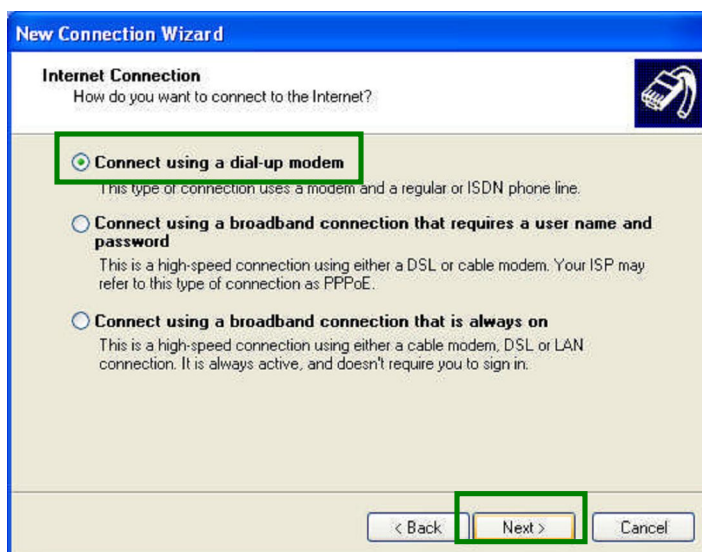 New Connection Wizard
Internet Connection
How do you want to connect to the Internet?
Connect using a dial-up modem
This type of connection uses a modem and a regular or ISDN phone line.
Connect using a broadband connection that requires a user name and
password
This is a high-speed connection using either a DSL or cable modem. Your ISP may
refer to this type of connection as PPPoE.
Connect using a broadband connection that is always on
This is a high-speed connection using either a cable modem, DSL or LAN
connection. It is always active, and doesn't require you to sign in.
< Back Next > Cancel